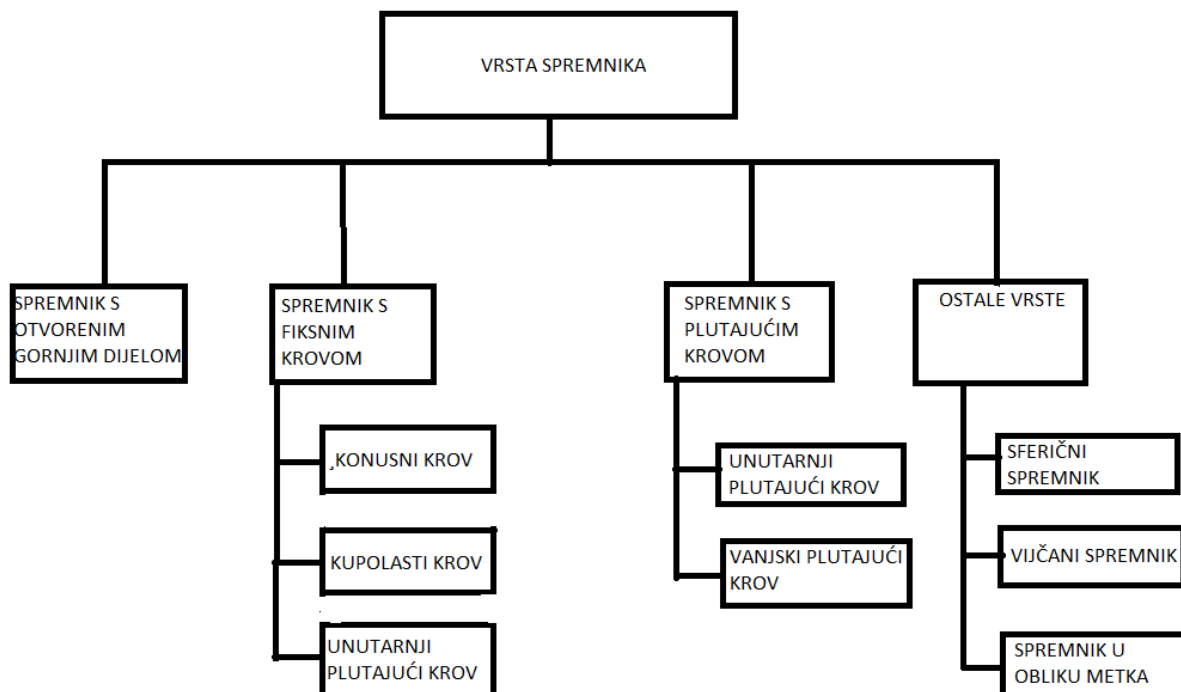 VRSTA SPREMNIKA
SPREMNIK S
OTVORENIM
GORNJIM DIJELOM
SPREMNIK S
FIKSNIM
KROVOM
¸KONUSNI KROV
KUPOLASTI KROV
UNUTARNJI
PLUTAJUĆI KROV
SPREMNIK S
PLUTAJUĆIM
KROVOM
UNUTARNJI
PLUTAJUĆI KROV
VANJSKI PLUTAJUĆI
KROV
OSTALE VRSTE
SFERIČNI
SPREMNIK
VIJČANI SPREMNIK
SPREMNIK U
OBLIKU METKA